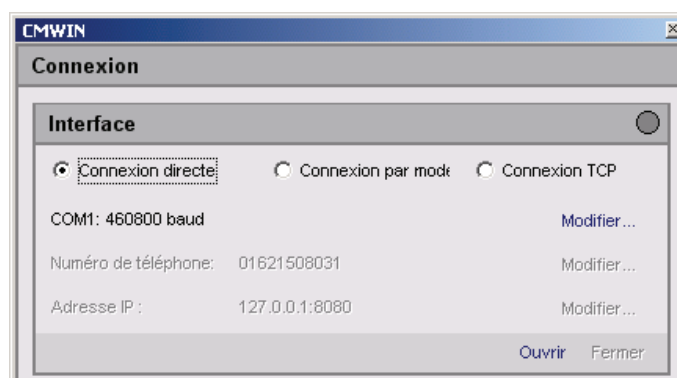 CMWIN
Connexion
Interface
Connexion directe Connexion par mode Connexion TCP
COM1: 460800 baud Modifier...
Numéro de téléphone: 01621508031 Modifier...
Adresse IP : 127.0.0.1:8080 Modifier...
Ouvrir Fermer